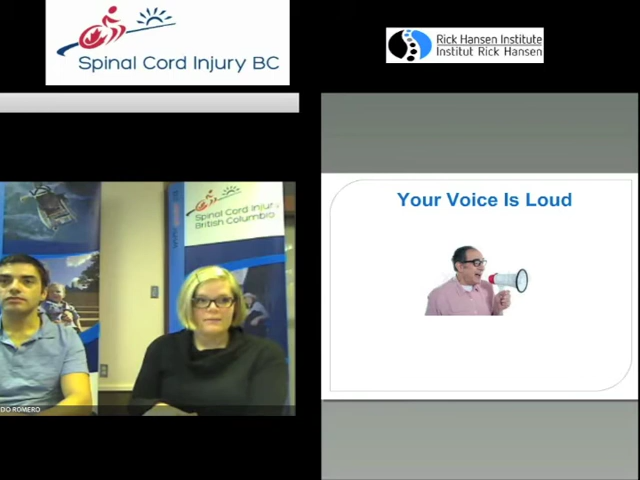 Spinal Cord Injury BC
Rick Hansen Institute
Institut Rick Hansen
Your Voice Is Loud
Spinal Cord Injury
British Columbia
DO ROMERO